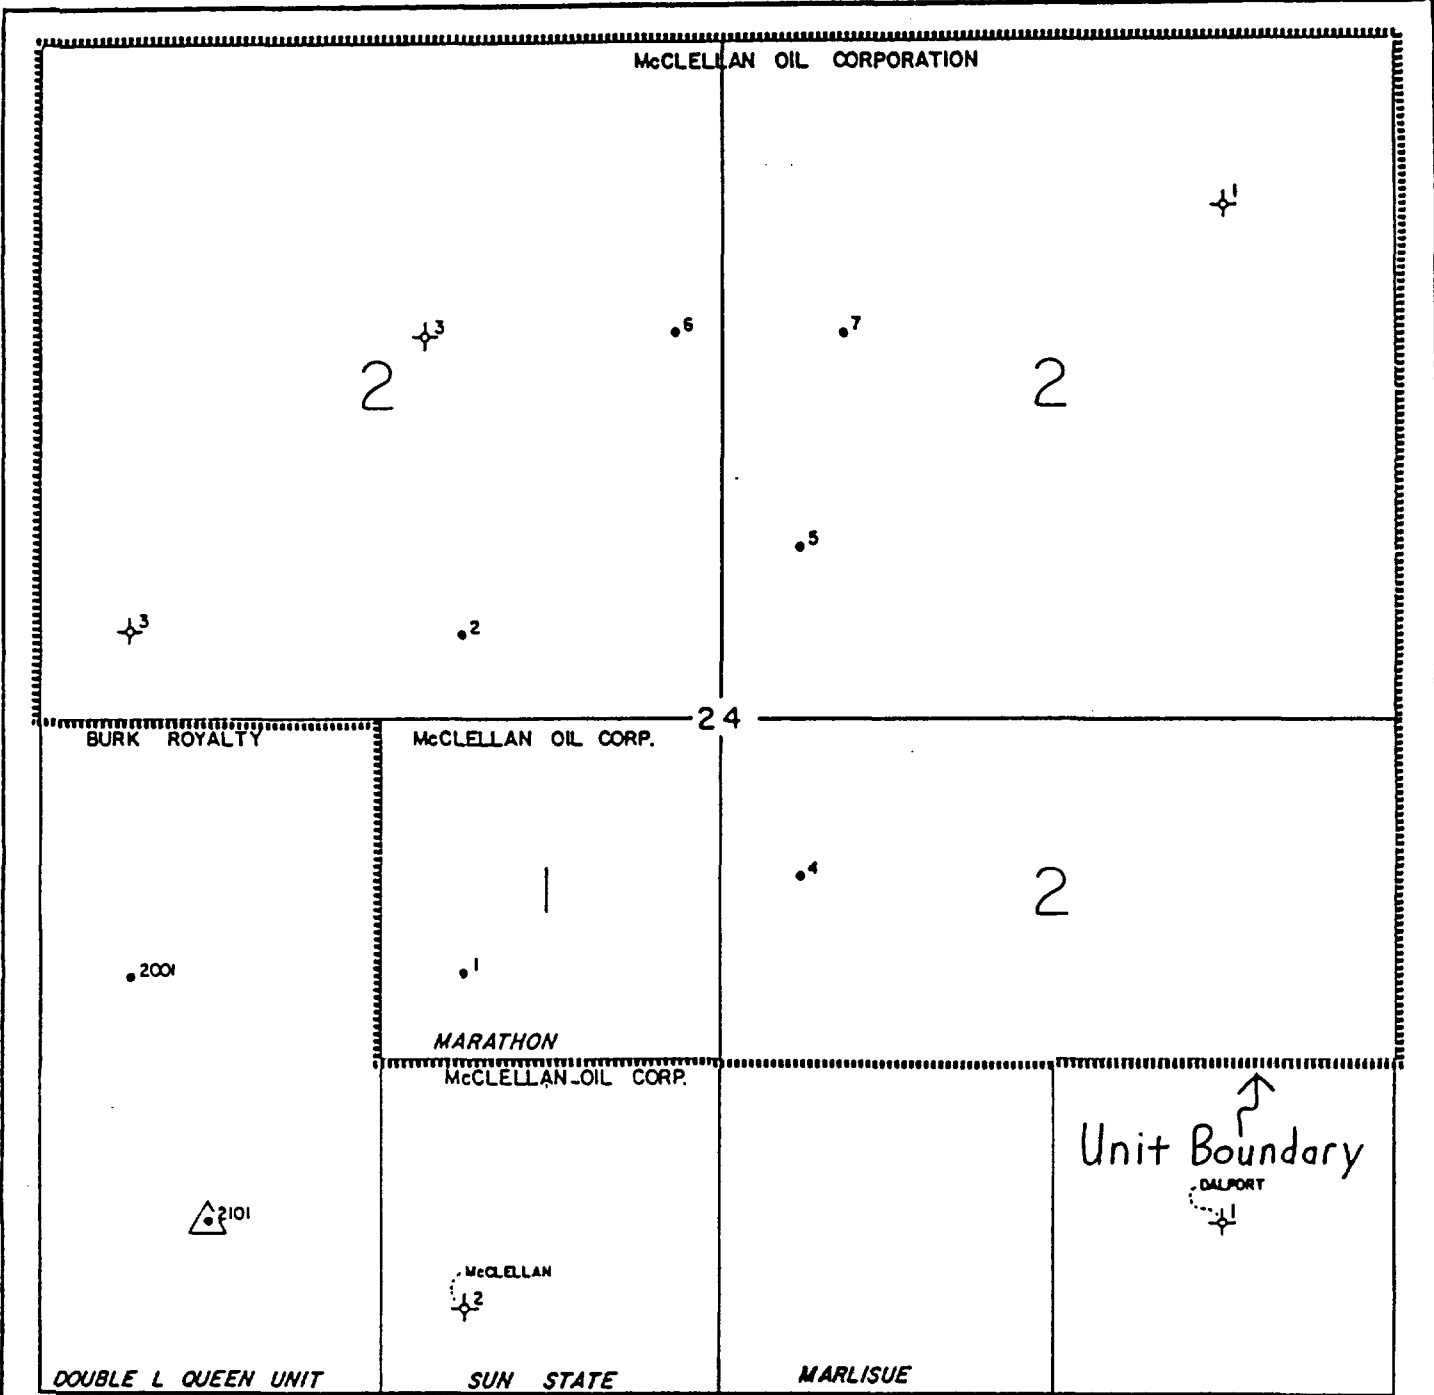 McCLELLAN OIL CORPORATION
1
3
6
7
2
2
5
3
2
24
BURK ROYALTY
McCLELLAN OIL CORP.
4
1
2
2001
1
MARATHON
McCLELLAN OIL CORP.
Unit Boundary
DALPORT
1
2101
McCLELLAN
2
DOUBLE L QUEEN UNIT
SUN STATE
MARLISUE